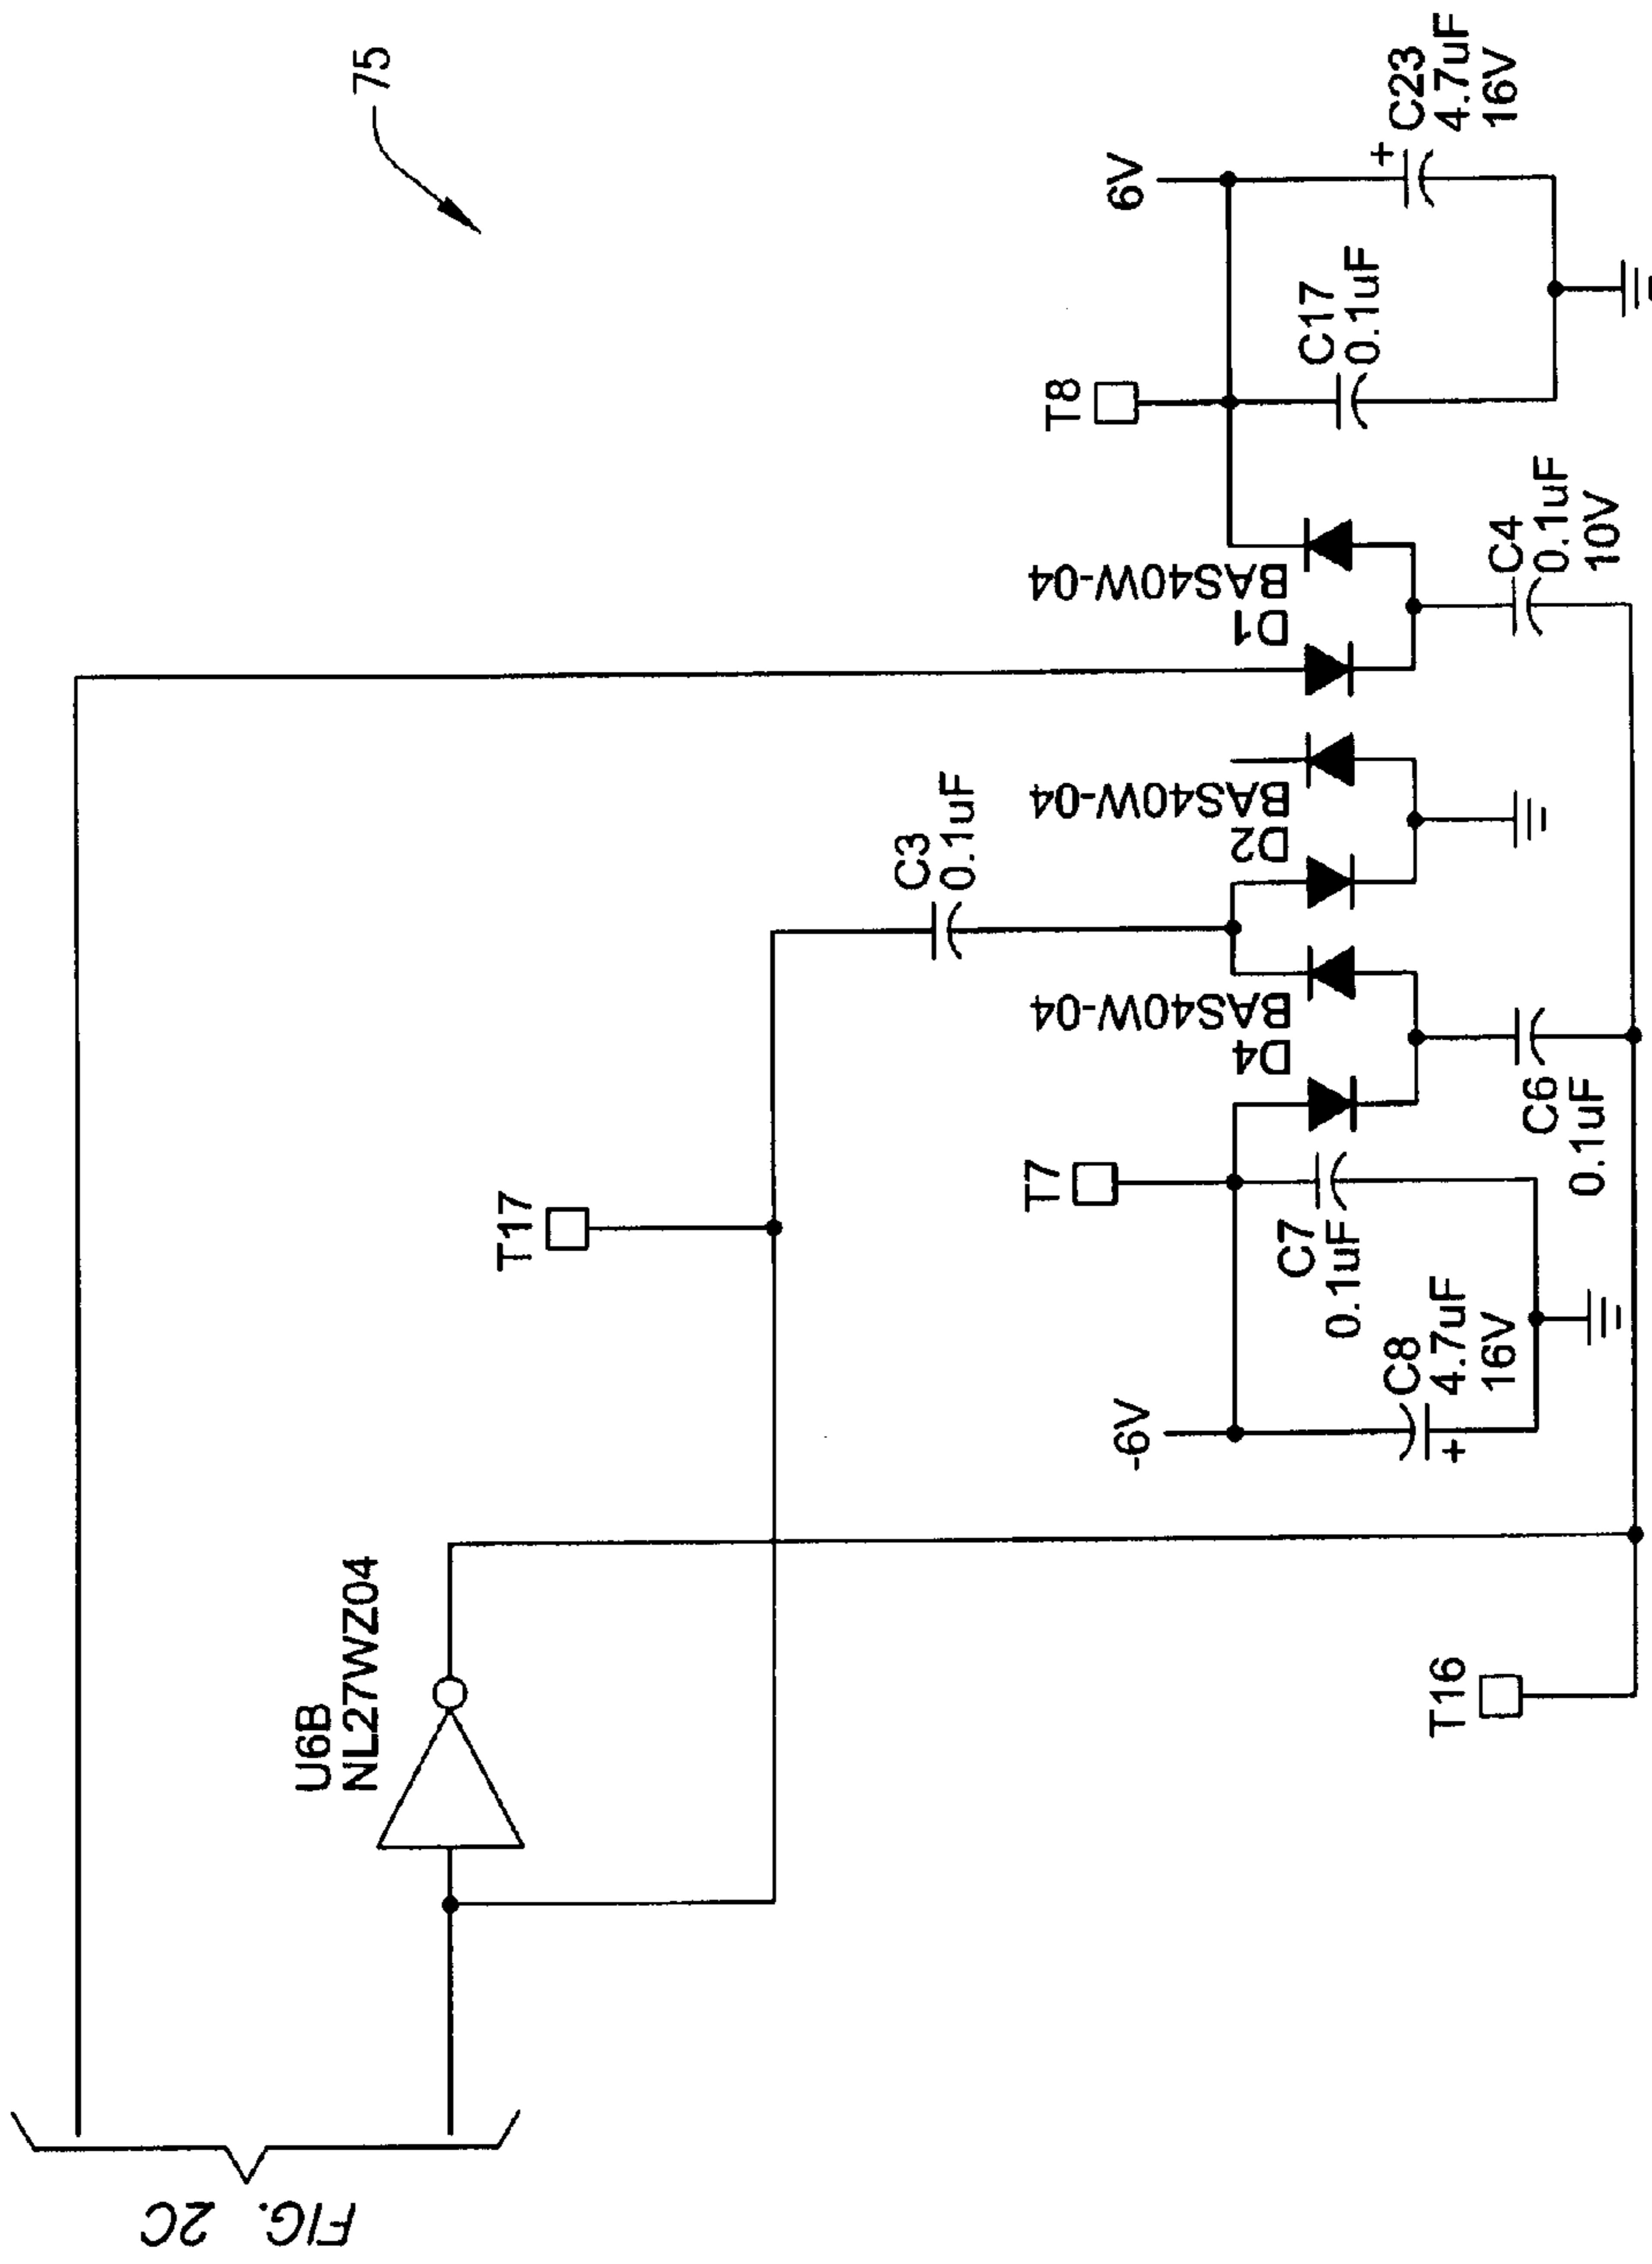 75
6V
+
C23
4.7uF
16V
T8
C17
0.1uF
D1
BAS40W-04
C4
0.1uF
10V
C3
0.1uF
D2
BAS40W-04
D4
BAS40W-04
T17
T7
C7
0.1uF
C6
0.1uF
-6V
C8
4.7uF
16V
+
U6B
NL27WZ04
T16
FIG. 2C